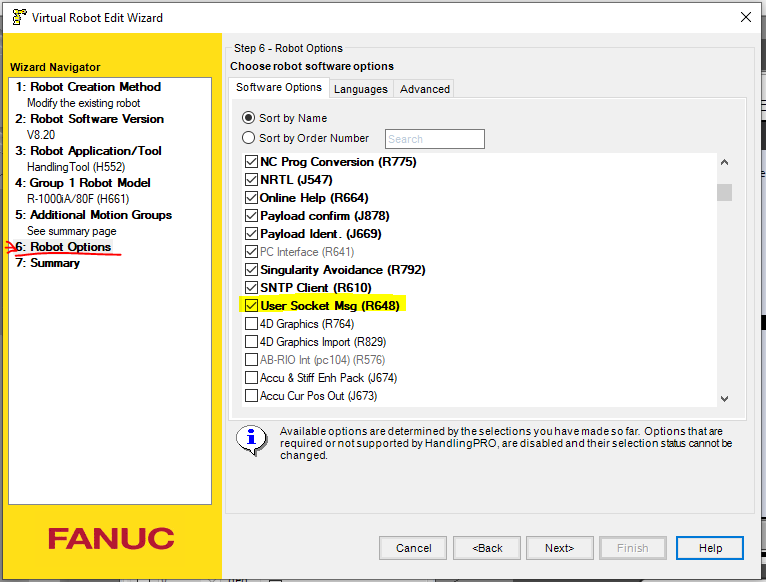 Virtual Robot Edit Wizard
Wizard Navigator
1: Robot Creation Method
Modify the existing robot
2: Robot Software Version
V8.20
3: Robot Application/Tool
HandlingTool (H552)
4: Group 1 Robot Model
R-1000iA/80F (H661)
5: Additional Motion Groups
See summary page
6: Robot Options
7: Summary
FANUC
Step 6 - Robot Options
Choose robot software options
Software Options
Languages
Advanced
Sort by Name
Sort by Order Number
Search
NC Prog Conversion (R775)
NRTL (J547)
Online Help (R664)
Payload confirm (J878)
Payload Ident. (J669)
PC Interface (R641)
Singularity Avoidance (R792)
SNTP Client (R610)
User Socket Msg (R648)
4D Graphics (R764)
4D Graphics Import (R829)
AB-RIO Int (pc104) (R576)
Accu & Stiff Enh Pack (J674)
Accu Cur Pos Out (J673)
Available options are determined by the selections you have made so far. Options that are
required or not supported by HandlingPRO, are disabled and their selection status cannot be
changed.
Cancel
<Back
Next>
Finish
Help